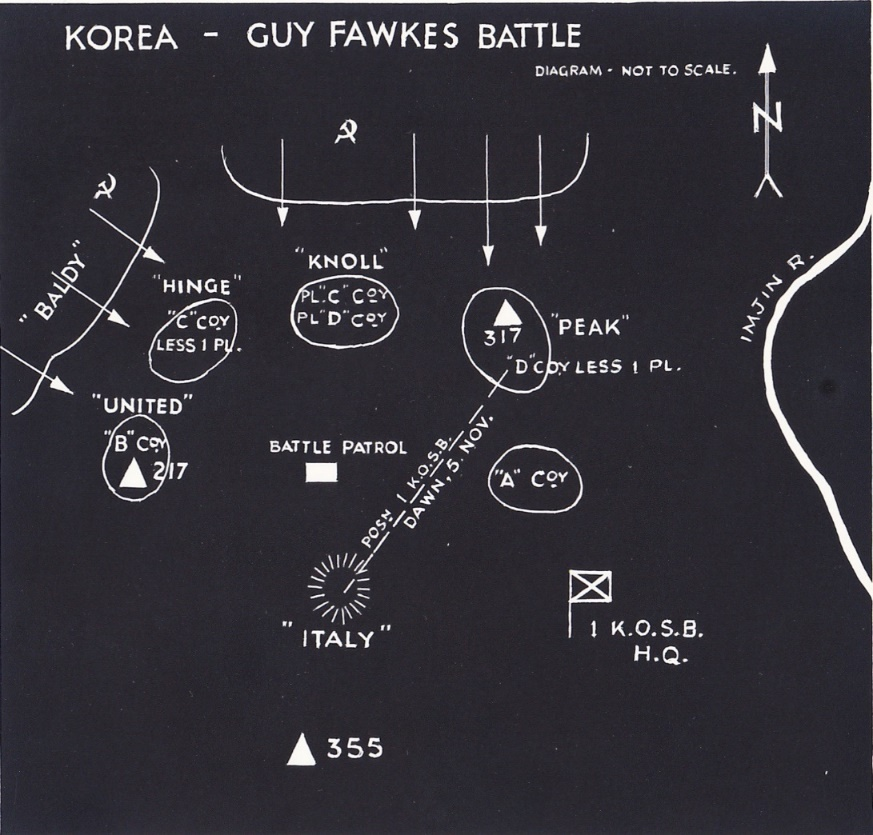 KOREA - GUY FAWKES BATTLE
DIAGRAM - NOT TO SCALE.
N
"BALDY"
"HINGE"
"C" COY
LESS 1 PL.
"KNOLL"
PL "C" COY
PL "D" COY
317
"PEAK"
"D" COY LESS 1 PL.
IMJIN R.
"UNITED"
"B" COY
217
BATTLE PATROL
POSN 1 K.O.S.B.
DAWN, 5. NOV.
"A" COY
"ITALY"
1 K.O.S.B.
H.Q.
355